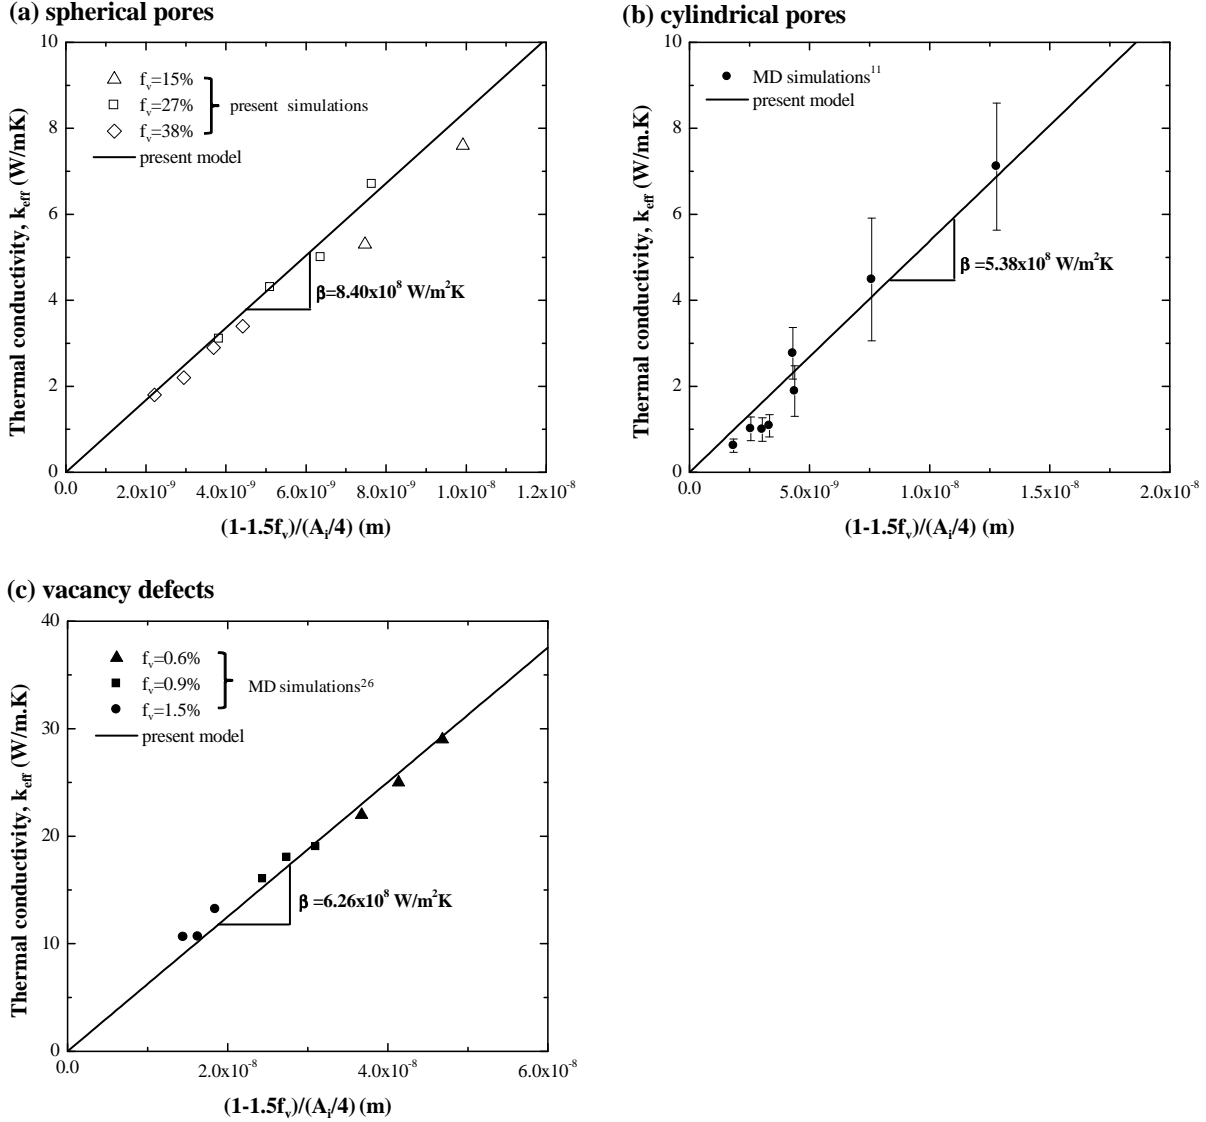 (a) spherical pores
10
8
6
4
2
0
Thermal conductivity, k_eff (W/mK)
f_v=15%
f_v=27%
f_v=38%
present simulations
present model
β=8.40x10^8 W/m^2K
0.0 2.0x10^-9 4.0x10^-9 6.0x10^-9 8.0x10^-9 1.0x10^-8 1.2x10^-8
(1-1.5f_v)/(A_i/4) (m)
(b) cylindrical pores
10
8
6
4
2
0
Thermal conductivity, k_eff (W/m.K)
MD simulations^11
present model
β =5.38x10^8 W/m^2K
0.0 5.0x10^-9 1.0x10^-8 1.5x10^-8 2.0x10^-8
(1-1.5f_v)/(A_i/4) (m)
(c) vacancy defects
40
30
20
10
0
Thermal conductivity, k_eff (W/m.K)
f_v=0.6%
f_v=0.9%
f_v=1.5%
MD simulations^26
present model
β =6.26x10^8 W/m^2K
0.0 2.0x10^-8 4.0x10^-8 6.0x10^-8
(1-1.5f_v)/(A_i/4) (m)